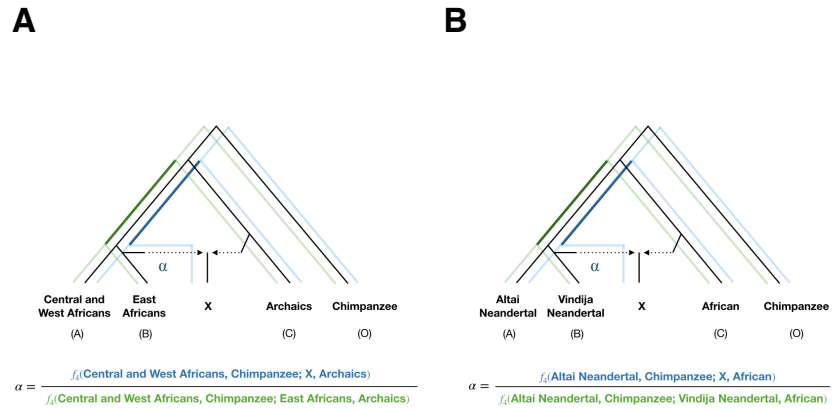 A
B
α
Central and
West Africans
(A)
East
Africans
(B)
X
Archaics
(C)
Chimpanzee
(O)
α = f₄(Central and West Africans, Chimpanzee; X, Archaics)
f₄(Central and West Africans, Chimpanzee; East Africans, Archaics)
α
Altai
Neandertal
(A)
Vindija
Neandertal
(B)
X
African
(C)
Chimpanzee
(O)
α = f₄(Altai Neandertal, Chimpanzee; X, African)
f₄(Altai Neandertal, Chimpanzee; Vindija Neandertal, African)